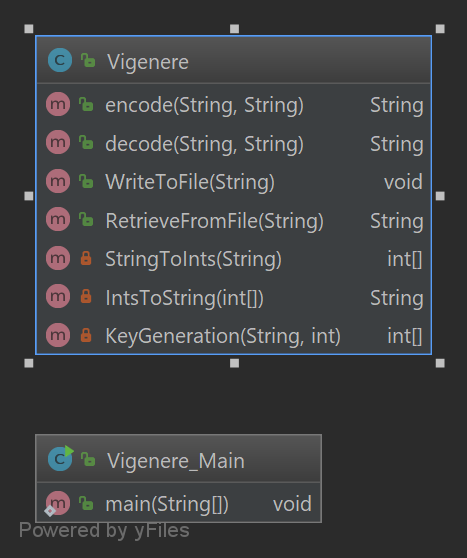 C Vigenere
m encode(String, String) String
m decode(String, String) String
m WriteToFile(String) void
m RetrieveFromFile(String) String
m StringToInts(String) int[]
m IntsToString(int[]) String
m KeyGeneration(String, int) int[]
C Vigenere_Main
m main(String[]) void
Powered by yFiles